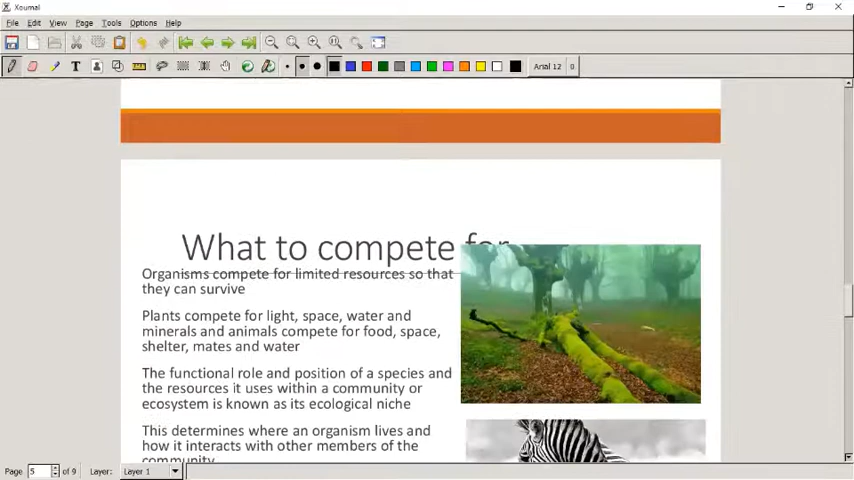 Xournal
File Edit View Page Tools Options Help
T Arial 12 0
What to compete for
Organisms compete for limited resources so that
they can survive
Plants compete for light, space, water and
minerals and animals compete for food, space,
shelter, mates and water
The functional role and position of a species and
the resources it uses within a community or
ecosystem is known as its ecological niche
This determines where an organism lives and
how it interacts with other members of the
community
Page 5 of 9 Layer: Layer 1